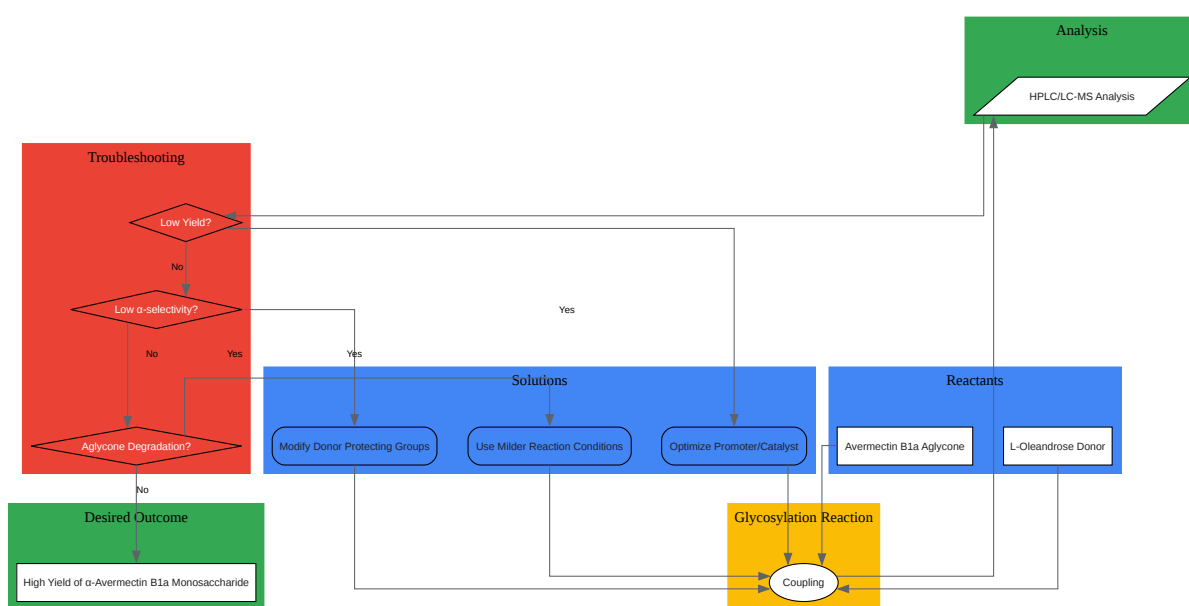 Analysis
HPLC/LC-MS Analysis
Troubleshooting
Low Yield?
No
Low α-selectivity?
Yes
No
Yes
Yes
Solutions
Reactants
Aglycone Degradation?
Modify Donor Protecting Groups
Use Milder Reaction Conditions
Optimize Promoter/Catalyst
Avermectin B1a Aglycone
L-Oleandrose Donor
No
Desired Outcome
Glycosylation Reaction
High Yield of α-Avermectin B1a Monosaccharide
Coupling